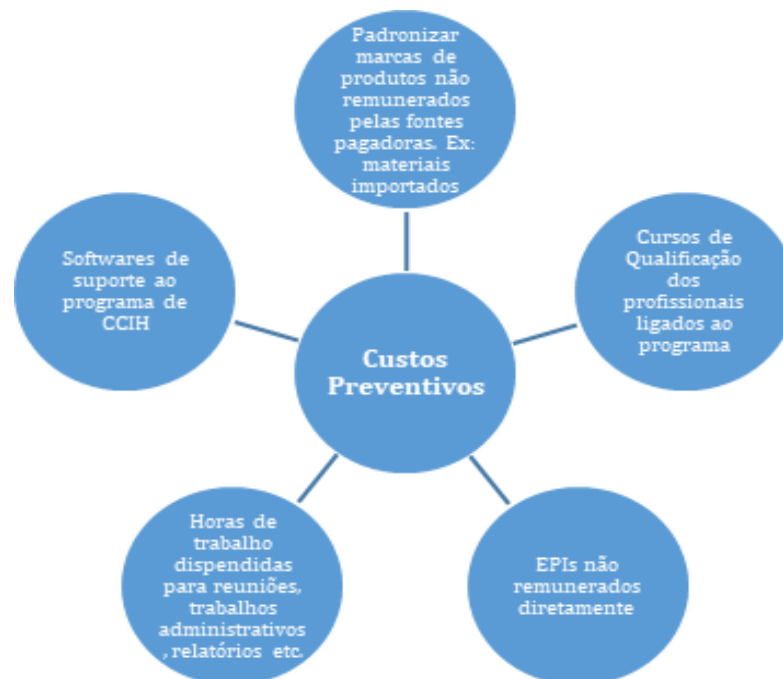 Padronizar
marcas de
produtos não
remunerados
pelas fontes
pagadoras. Ex:
materiais
importados
Softwares de
suporte ao
programa de
CCIH
Cursos de
Qualificação
dos
profissionais
ligados ao
programa
Custos
Preventivos
Horas de
trabalho
dispendidas
para reuniões,
trabalhos
administrativos
, relatórios etc.
EPIs não
remunerados
diretamente